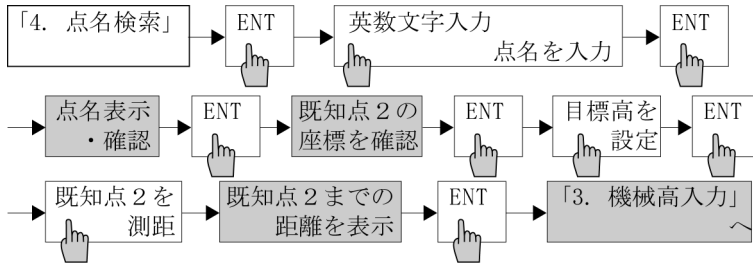 「4. 点名検索」
ENT
英数文字入力
点名を入力
ENT
点名表示
・確認
ENT
既知点２の
座標を確認
ENT
目標高を
設定
ENT
既知点２を
測距
既知点２までの
距離を表示
ENT
「3. 機械高入力」
へ